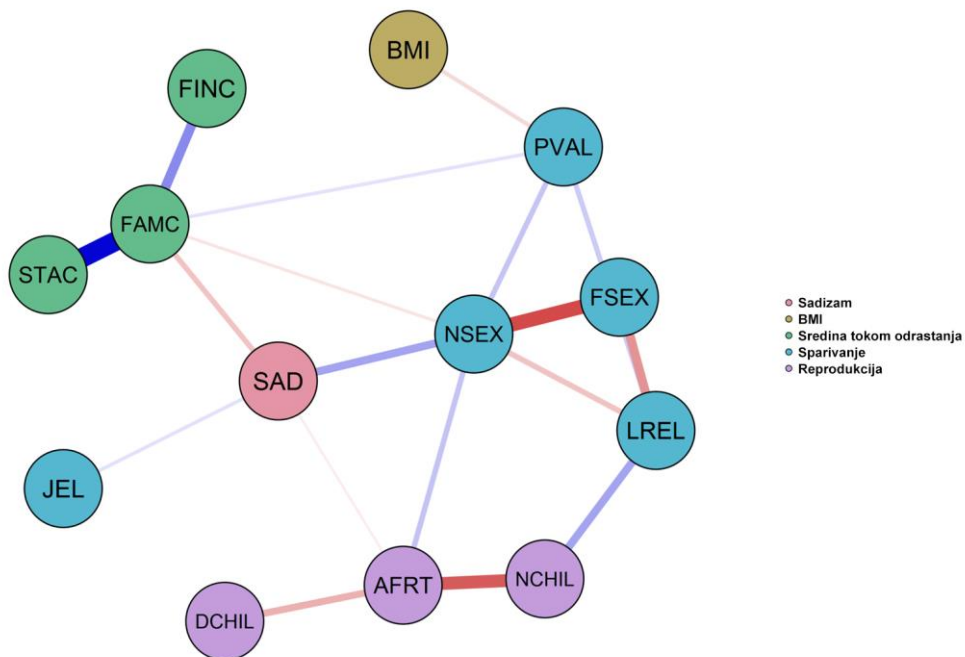 BMI
FINC
PVAL
FAMC
STAC
FSEX
NSEX
SAD
LREL
JEL
AFRT
NCHIL
DCHIL
Sadizam
BMI
Sredina tokom odrastanja
Sparivanje
Reprodukcija